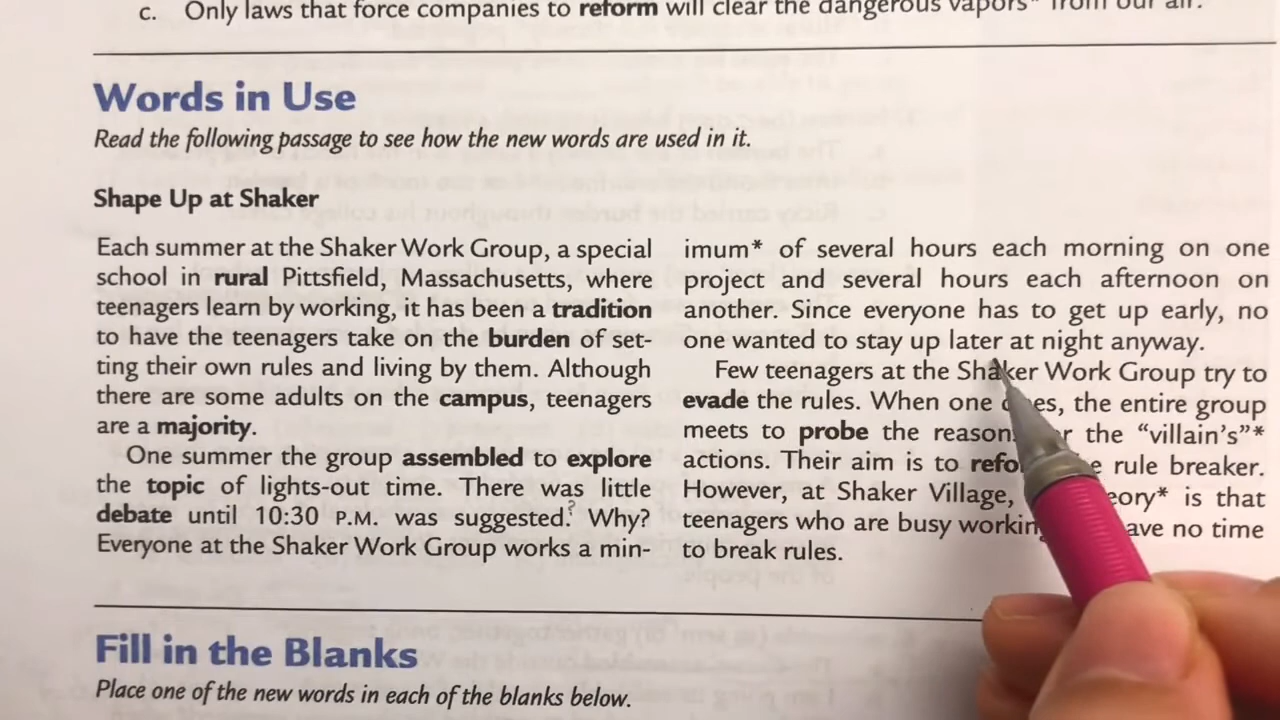 c. Only laws that force companies to reform will clear the dangerous vapors* from our air.
Words in Use
Read the following passage to see how the new words are used in it.
Shape Up at Shaker
Each summer at the Shaker Work Group, a special
school in rural Pittsfield, Massachusetts, where
teenagers learn by working, it has been a tradition
to have the teenagers take on the burden of set-
ting their own rules and living by them. Although
there are some adults on the campus, teenagers
are a majority.
One summer the group assembled to explore
the topic of lights-out time. There was little
debate until 10:30 P.M. was suggested. Why?
Everyone at the Shaker Work Group works a min-
imum* of several hours each morning on one
project and several hours each afternoon on
another. Since everyone has to get up early, no
one wanted to stay up later at night anyway.
Few teenagers at the Shaker Work Group try to
evade the rules. When one does, the entire group
meets to probe the reason the "villain's"*
actions. Their aim is to rule breaker.
However, at Shaker Village, is that
teenagers who are busy working have no time
to break rules.
Fill in the Blanks
Place one of the new words in each of the blanks below.